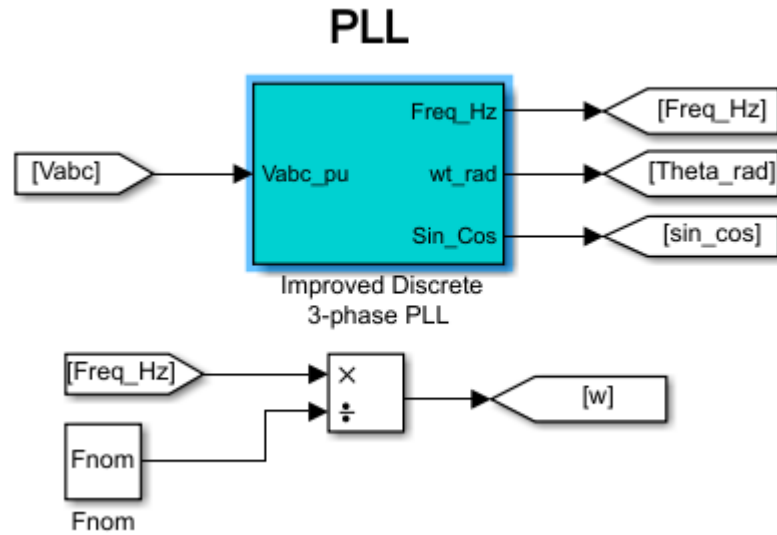 PLL
[Vabc]
Vabc_pu
Freq_Hz
wt_rad
Sin_Cos
[Freq_Hz]
[Theta_rad]
[sin_cos]
Improved Discrete
3-phase PLL
[Freq_Hz]
×
÷
[w]
Fnom
Fnom